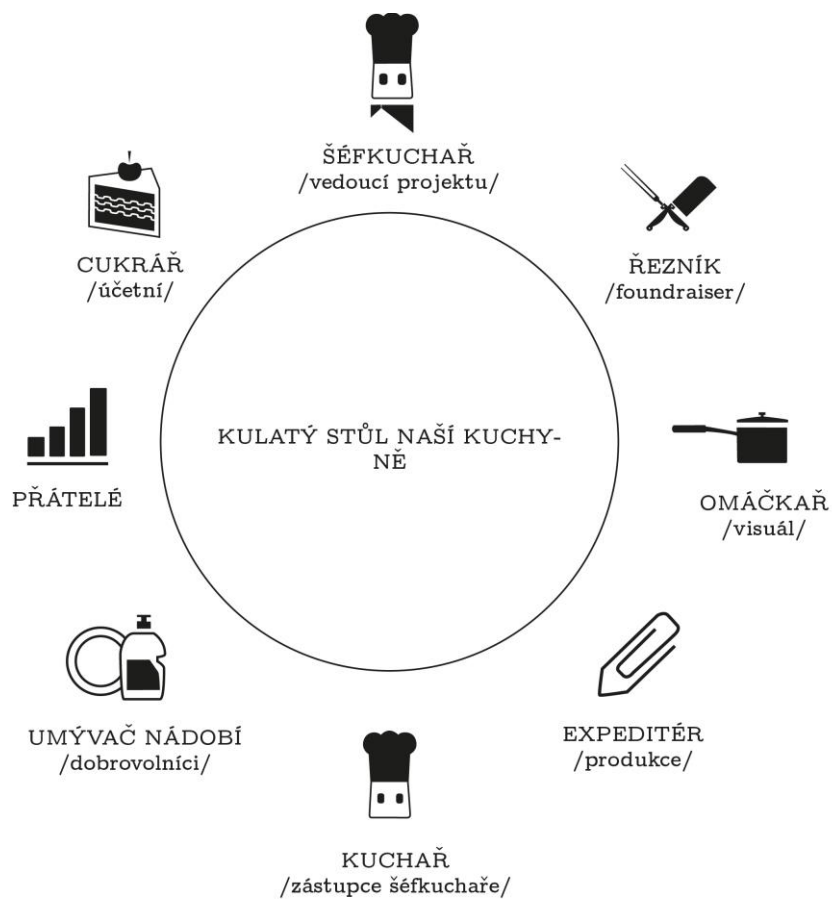 ŠÉFKUCHAŘ
/vedoucí projektu/
CUKRÁŘ
/účetní/
ŘEZNÍK
/foundraiser/
KULATÝ STŮL NAŠÍ KUCHY-
NĚ
PŘÁTELÉ
OMÁČKAŘ
/visuál/
UMÝVAČ NÁDOBÍ
/dobrovolníci/
EXPEDITÉR
/produkce/
KUCHAŘ
/zástupce šéfkuchaře/